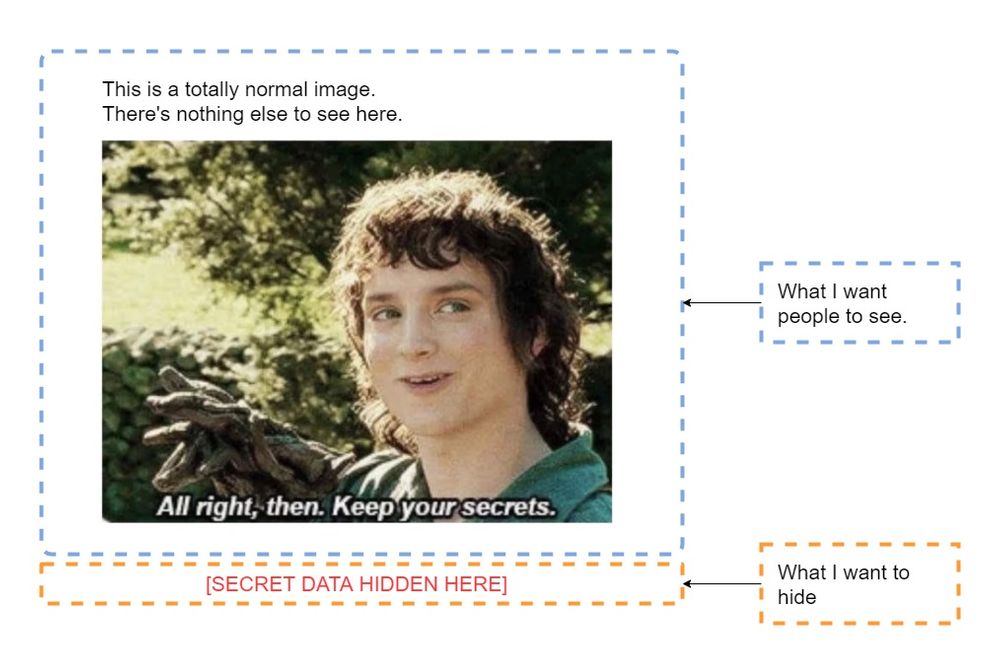 This is a totally normal image.
There's nothing else to see here.
All right, then. Keep your secrets.
What I want
people to see.
[SECRET DATA HIDDEN HERE]
What I want to
hide